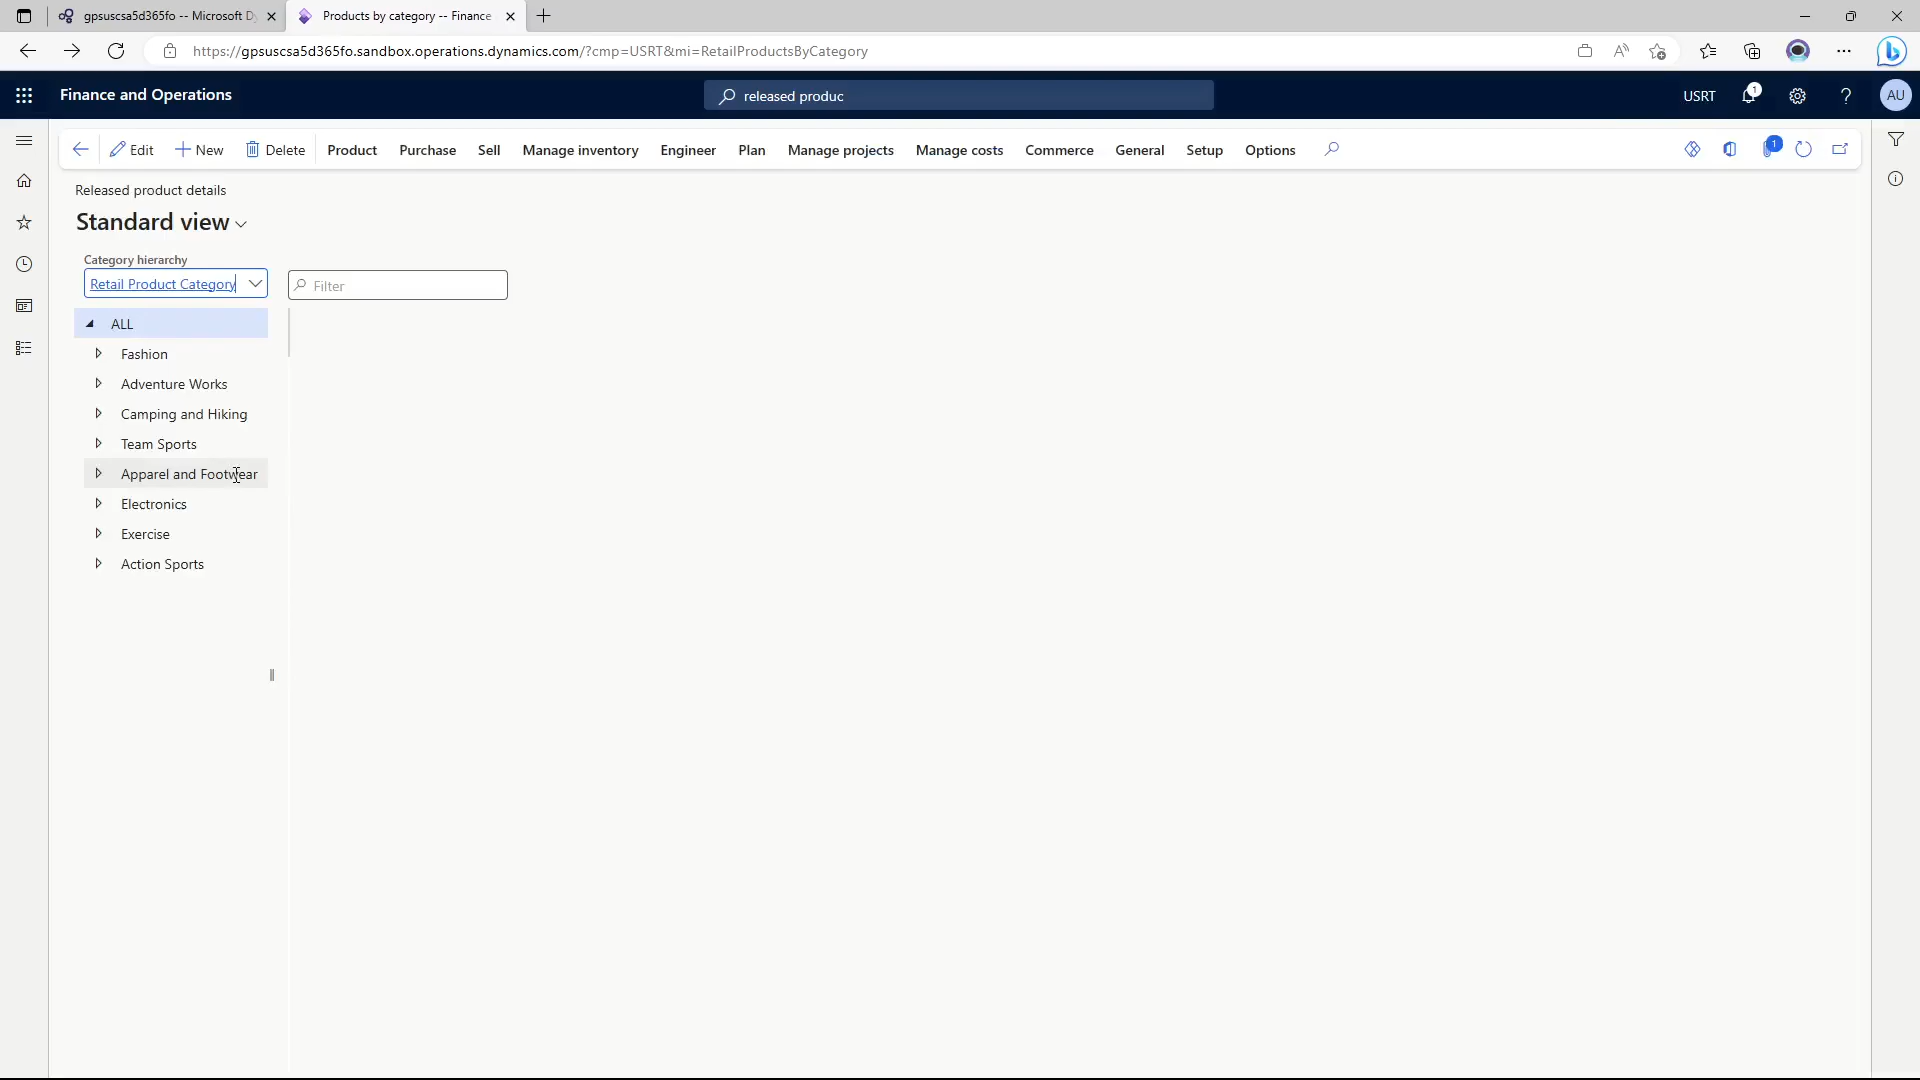 gpsuscsa5d365fo -- Microsoft D
Products by category -- Finance
https://gpsuscsa5d365fo.sandbox.operations.dynamics.com/?cmp=USRT&mi=RetailProductsByCategory
Finance and Operations
released produc
USRT
1
AU
Edit
New
Delete
Product
Purchase
Sell
Manage inventory
Engineer
Plan
Manage projects
Manage costs
Commerce
General
Setup
Options
1
Released product details
Standard view
Category hierarchy
Retail Product Category
Filter
ALL
Fashion
Adventure Works
Camping and Hiking
Team Sports
Apparel and Footwear
Electronics
Exercise
Action Sports